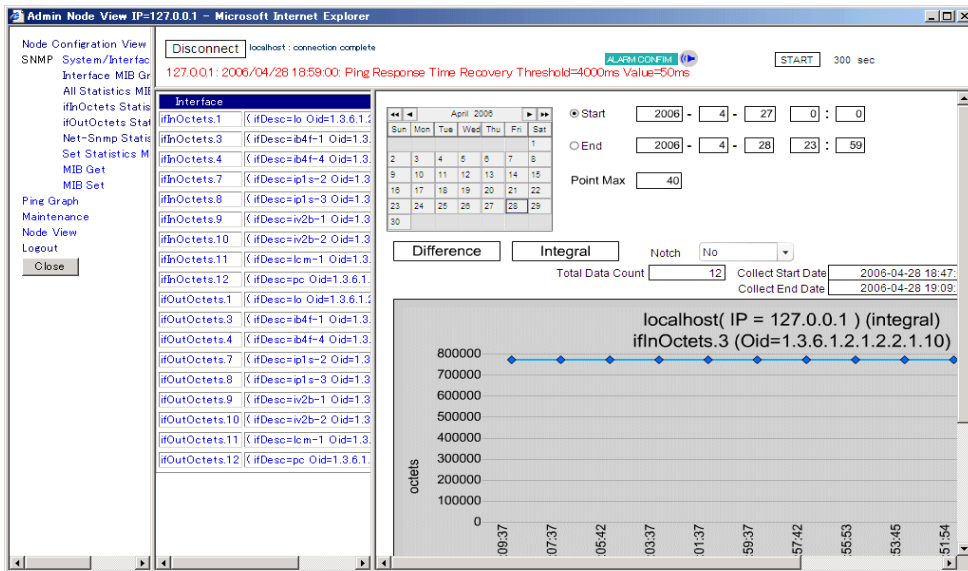 Admin Node View IP=127.0.0.1 - Microsoft Internet Explorer
Node Configration View
SNMP System/Interfac
Interface MIB Gr
All Statistics MIB
ifInOctets Statis
ifOutOctets Stat
Net-Snmp Statis
Set Statistics M
MIB Get
MIB Set
Ping Graph
Maintenance
Node View
Logout
Close
Disconnect localhost : connection complete
ALARM CONFIM
START 300 sec
127.0.0.1: 2006/04/28 18:59:00: Ping Response Time Recovery Threshold=4000ms Value=50ms
Interface
ifInOctets.1 ( ifDesc=lo Oid=1.3.6.1.2
ifInOctets.3 ( ifDesc=ib4f-1 Oid=1.3.
ifInOctets.4 ( ifDesc=ib4f-4 Oid=1.3.
ifInOctets.7 ( ifDesc=ip1s-2 Oid=1.3
ifInOctets.8 ( ifDesc=ip1s-3 Oid=1.3
ifInOctets.9 ( ifDesc=iv2b-1 Oid=1.3
ifInOctets.10 ( ifDesc=iv2b-2 Oid=1.3
ifInOctets.11 ( ifDesc=lcm-1 Oid=1.3.
ifInOctets.12 ( ifDesc=pc Oid=1.3.6.1.
ifOutOctets.1 ( ifDesc=lo Oid=1.3.6.1.2
ifOutOctets.3 ( ifDesc=ib4f-1 Oid=1.3.
ifOutOctets.4 ( ifDesc=ib4f-4 Oid=1.3.
ifOutOctets.7 ( ifDesc=ip1s-2 Oid=1.3
ifOutOctets.8 ( ifDesc=ip1s-3 Oid=1.3
ifOutOctets.9 ( ifDesc=iv2b-1 Oid=1.3
ifOutOctets.10 ( ifDesc=iv2b-2 Oid=1.3
ifOutOctets.11 ( ifDesc=lcm-1 Oid=1.3.
ifOutOctets.12 ( ifDesc=pc Oid=1.3.6.1.
April 2006
Sun Mon Tue Wed Thu Fri Sat
1
2 3 4 5 6 7 8
9 10 11 12 13 14 15
16 17 18 19 20 21 22
23 24 25 26 27 28 29
30
Start 2006 - 4 - 27 0 : 0
End 2006 - 4 - 28 23 : 59
Point Max 40
Difference Integral Notch No
Total Data Count 12 Collect Start Date 2006-04-28 18:47:
Collect End Date 2006-04-28 19:09:
localhost( IP = 127.0.0.1 ) (integral)
ifInOctets.3 (Oid=1.3.6.1.2.1.2.2.1.10)
octets
800000
700000
600000
500000
400000
300000
200000
100000
0
:09:37 :07:37 :05:42 :03:37 :01:37 :59:37 :57:42 :55:53 :53:45 :51:54